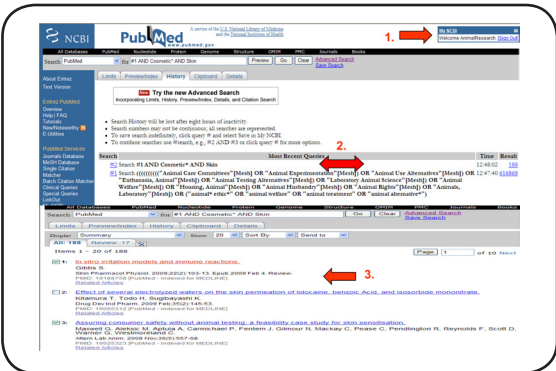 NCBI
PubMed
www.pubmed.gov
A service of the U.S. National Library of Medicine
and the National Institutes of Health
1.
My NCBI
Welcome AnimalResearch. [Sign Out]
All Databases PubMed Nucleotide Protein Genome Structure OMIM PMC Journals Books
Search PubMed for #1 AND Cosmetic* AND Skin Preview Go Clear Advanced Search
Save Search
Limits Preview/Index History Clipboard Details
About Entrez
Text Version
New Try the new Advanced Search
Incorporating Limits, History, Preview/Index, Details, and Citation Search
Entrez PubMed
Overview
Help | FAQ
Tutorials
New/Noteworthy
E-Utilities
• Search History will be lost after eight hours of inactivity.
• Search numbers may not be continuous; all searches are represented.
• To save search indefinitely, click query # and select Save in My NCBI.
• To combine searches use #search, e.g., #2 AND #3 or click query # for more options.
PubMed Services
Journals Database
MeSH Database
Single Citation
Matcher
Batch Citation Matcher
Clinical Queries
Special Queries
LinkOut
2.
Search Most Recent Queries Time Result
#2 Search #1 AND Cosmetic* AND Skin 12:48:02 188
#1 Search (((((((((("Animal Care Committees"[Mesh]) OR "Animal Experimentation"[Mesh]) OR "Animal Use Alternatives"[Mesh]) OR 12:47:40
"Euthanasia, Animal"[Mesh]) OR "Animal Testing Alternatives"[Mesh]) OR "Laboratory Animal Science"[Mesh]) OR "Animal
Welfare"[Mesh]) OR "Housing, Animal"[Mesh]) OR "Animal Husbandry"[Mesh]) OR "Animal Rights"[Mesh]) OR "Animals,
Laboratory"[Mesh]) OR ("animal* ethic*" OR "animal welfare" OR "animal treatment" OR "animal alternative*")
All Databases PubMed Nucleotide Protein Genome Structure OMIM PMC Journals Books
Search PubMed for #1 AND Cosmetic* AND Skin Go Clear Advanced Search
Save Search
Limits Preview/Index History Clipboard Details
Display Summary Show 20 Sort By Send to
All: 188 Review: 17
Items 1 - 20 of 188 Page 1 of 10 Next
1: In vitro irritation models and immune reactions.
Gibbs S.
Skin Pharmacol Physiol. 2009;22(2):103-13. Epub 2009 Feb 4. Review.
PMID: 19188758 [PubMed - indexed for MEDLINE]
Related Articles
3.
2: Effect of several electrolyzed waters on the skin permeation of lidocaine, benzoic Acid, and isosorbide mononitrate.
Kitamura T, Todo H, Sugibayashi K.
Drug Dev Ind Pharm. 2009 Feb;35(2):145-53.
PMID: 19095312 [PubMed - indexed for MEDLINE]
Related Articles
3: Assuring consumer safety without animal testing: a feasibility case study for skin sensitisation.
Maxwell G, Aleksic M, Aptula A, Carmichael P, Fentem J, Gilmour N, Mackay C, Pease C, Pendlington R, Reynolds F, Scott D,
Warner G, Westmoreland C.
Altern Lab Anim. 2008 Nov;36(5):557-68.
PMID: 19025323 [PubMed - indexed for MEDLINE]
Related Articles